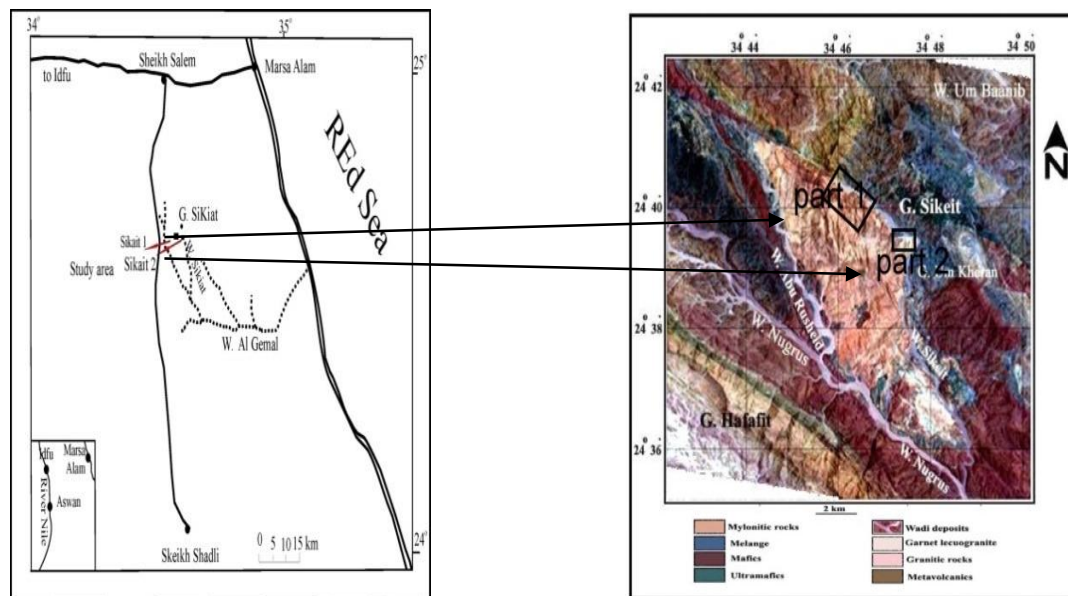 34°
35°
Sheikh Salem
Marsa Alam
25°
to Idfu
REd Sea
G. SiKiat
Sikait 1
W. Sikiat
Study area
Sikait 2
W. Al Gemal
Idfu
Marsa
Alam
River Nile
Aswan
0 5 10 15 km
Skeikh Shadli
24°
34° 44 34° 46 34° 48 34° 50
24° 42
W. Um Baanib
N
part 1
24° 40
G. Sikeit
part 2
Khoran
W. Abu Rusheid
24° 38
W. Nugrus
W. Sikeit
G. Hafafit
24° 36
W. Nugrus
2 km
Mylonitic rocks
Wadi deposits
Melange
Garnet lecuogranite
Mafics
Granitic rocks
Ultramafics
Metavolcanics